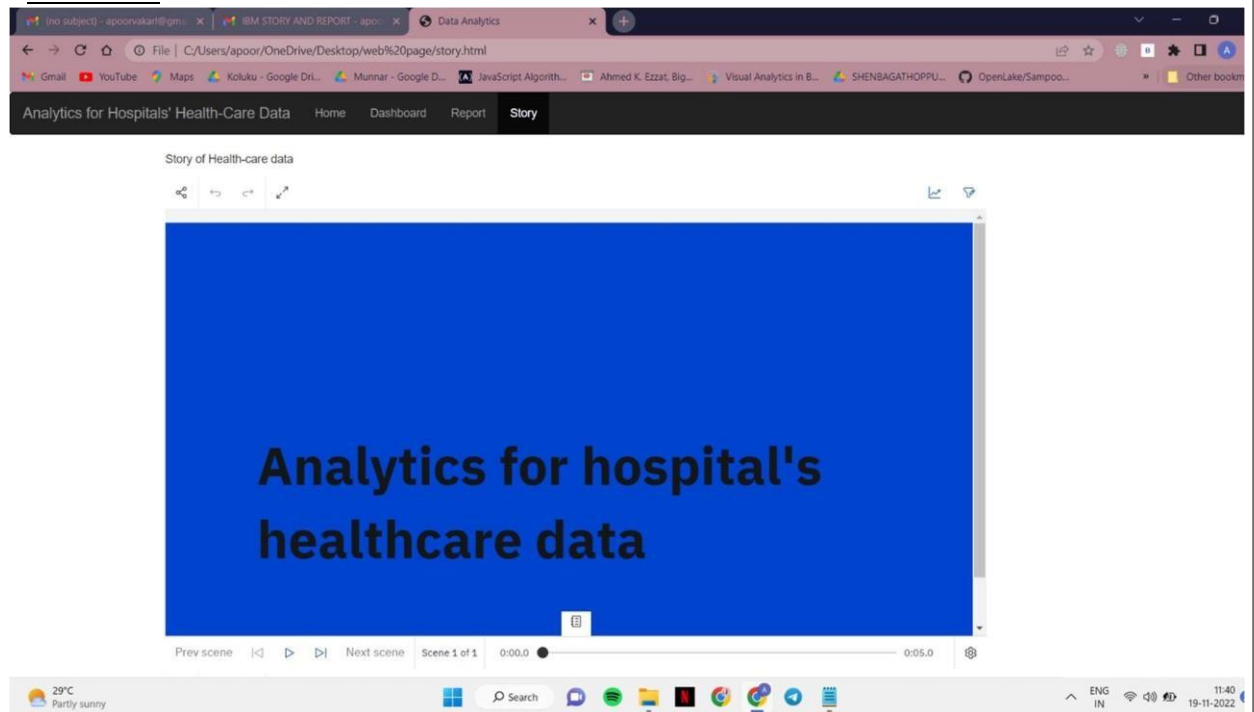 (no subject) - apoorvakarl@gma
IBM STORY AND REPORT - apoo
Data Analytics
File | C:/Users/apoor/OneDrive/Desktop/web%20page/story.html
Gmail YouTube Maps Koluku - Google Dri... Munnar - Google D... JavaScript Algorith... Ahmed K. Ezzat, Big... Visual Analytics in B... SHENBAGATHOPPU... OpenLake/Sampoo... » Other bookm
Analytics for Hospitals' Health-Care Data Home Dashboard Report Story
Story of Health-care data
Analytics for hospital's
healthcare data
Prev scene Next scene Scene 1 of 1 0:00.0 0:05.0
29°C
Partly sunny
Search
ENG
IN
11:40
19-11-2022